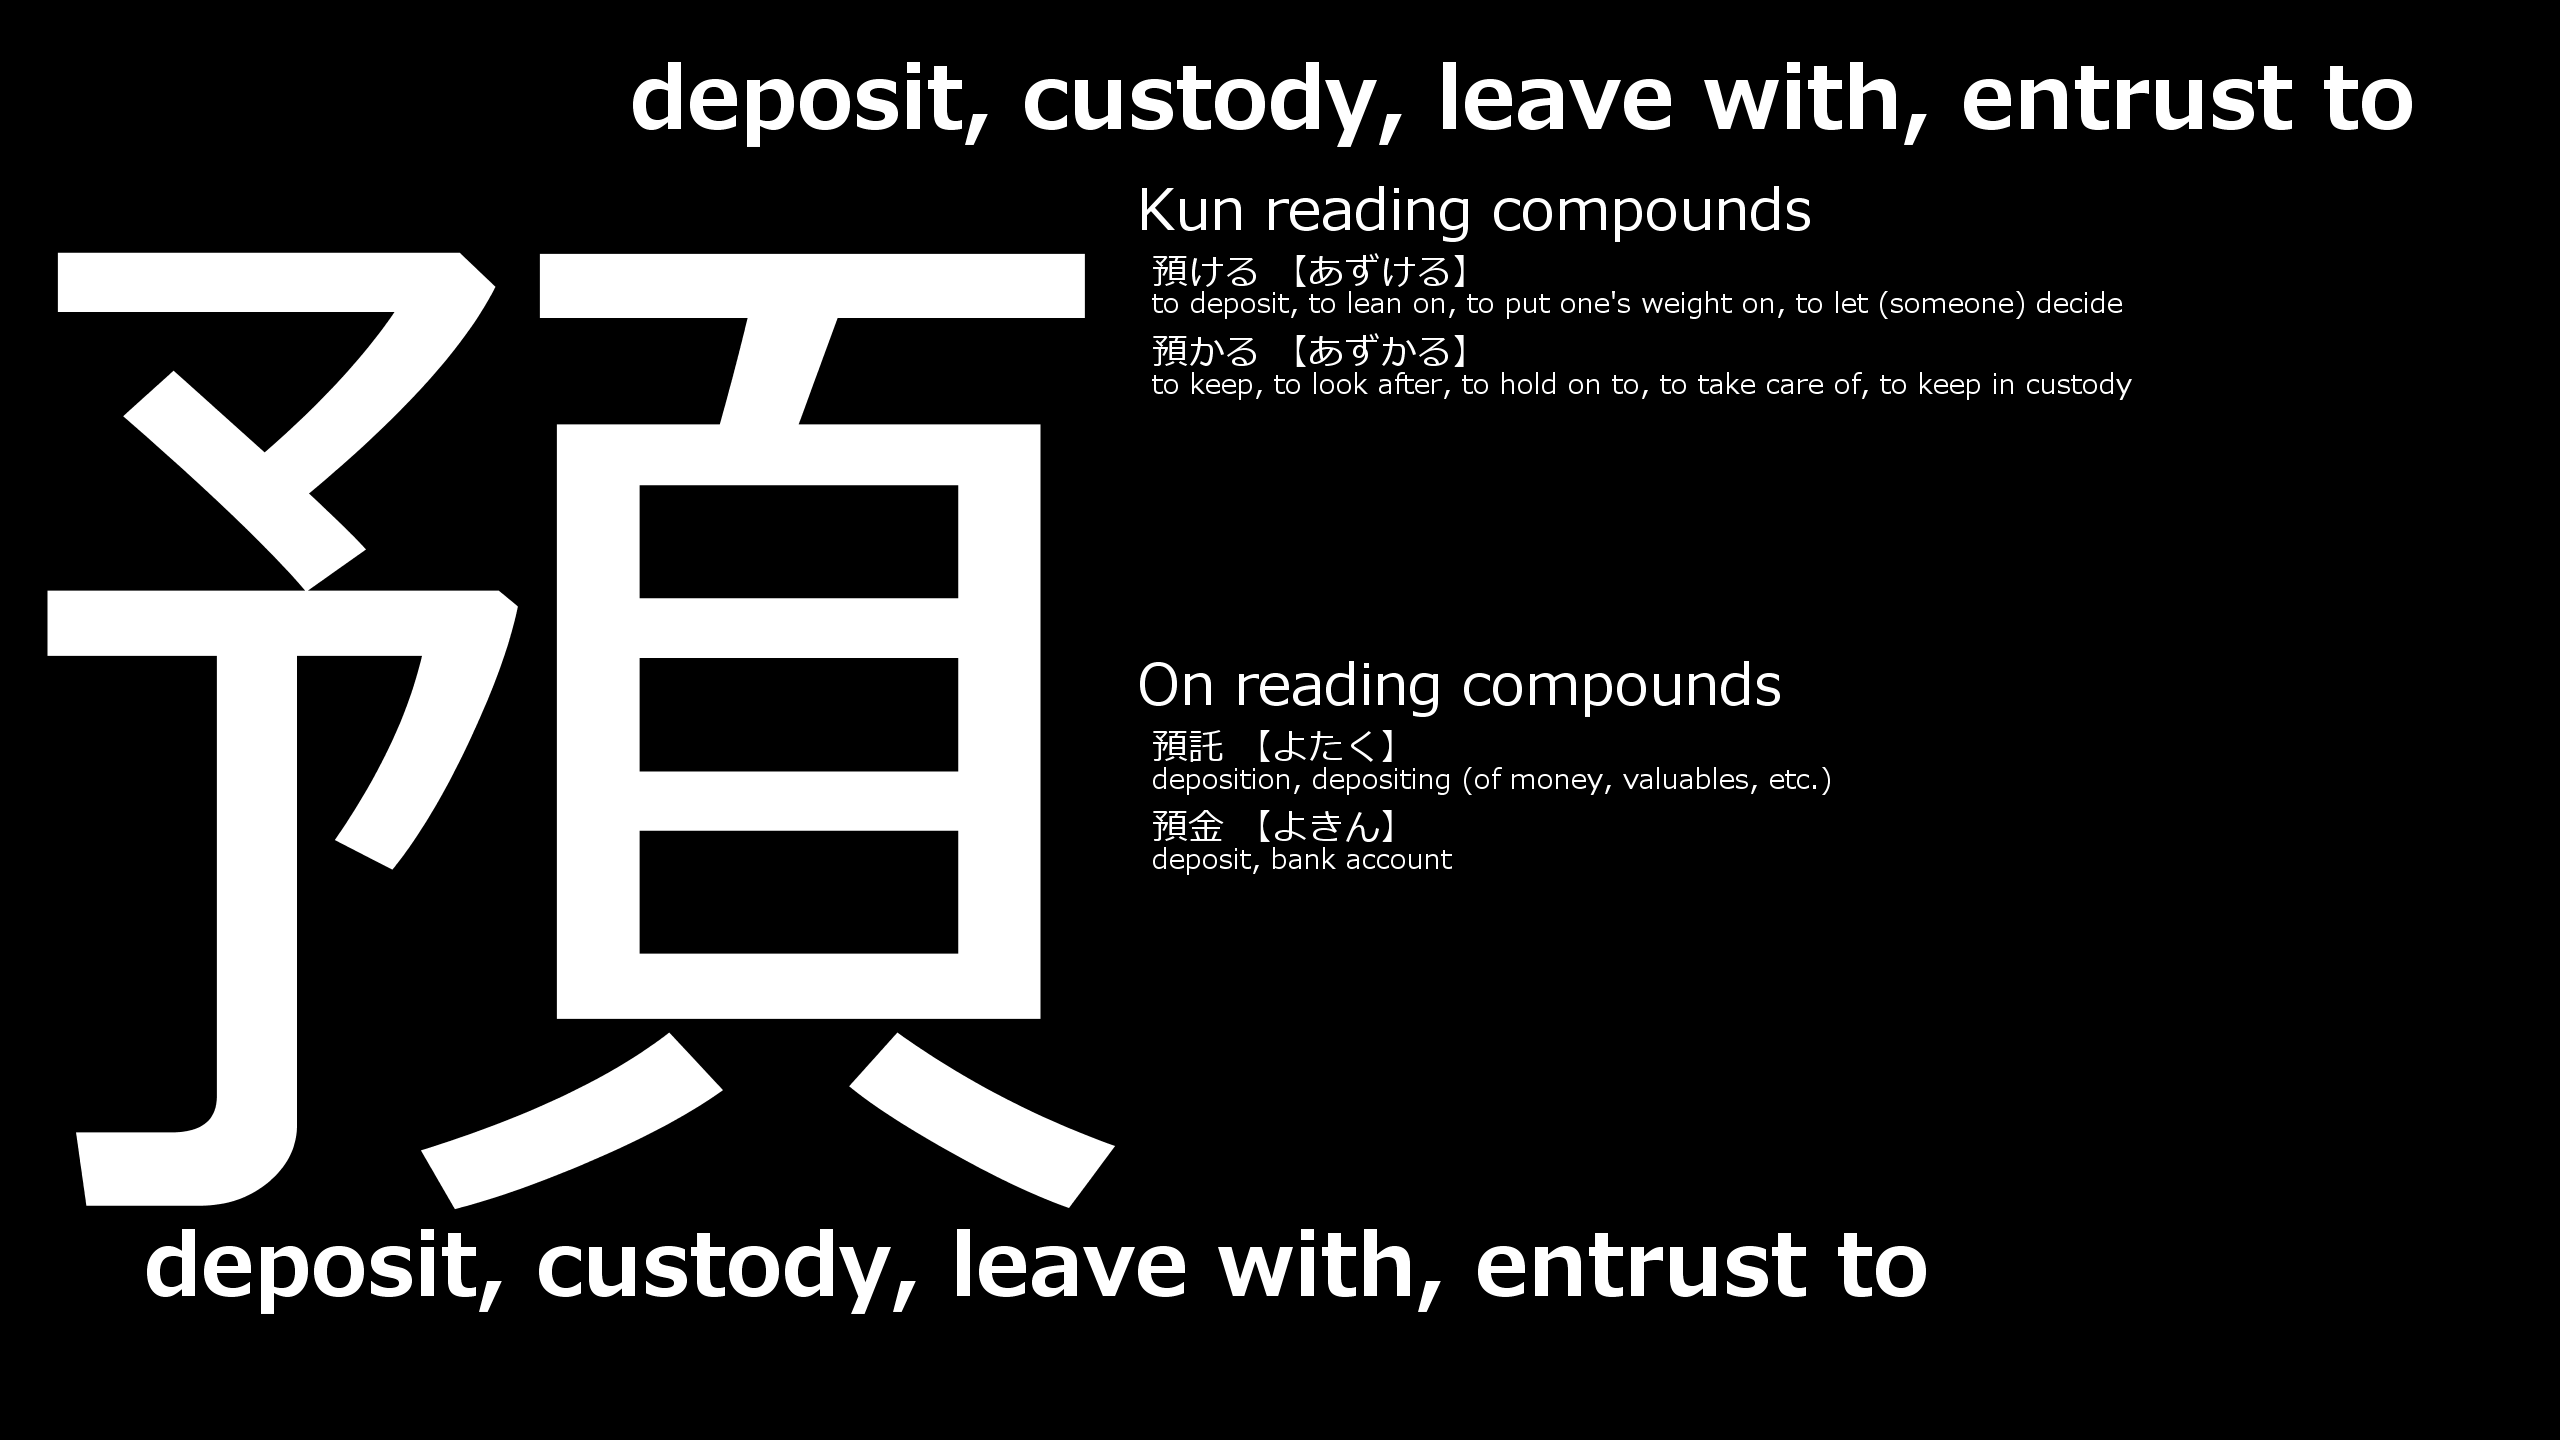 deposit, custody, leave with, entrust to
預
Kun reading compounds
預ける 【あずける】
to deposit, to lean on, to put one's weight on, to let (someone) decide
預かる 【あずかる】
to keep, to look after, to hold on to, to take care of, to keep in custody
On reading compounds
預託 【よたく】
deposition, depositing (of money, valuables, etc.)
預金 【よきん】
deposit, bank account
deposit, custody, leave with, entrust to